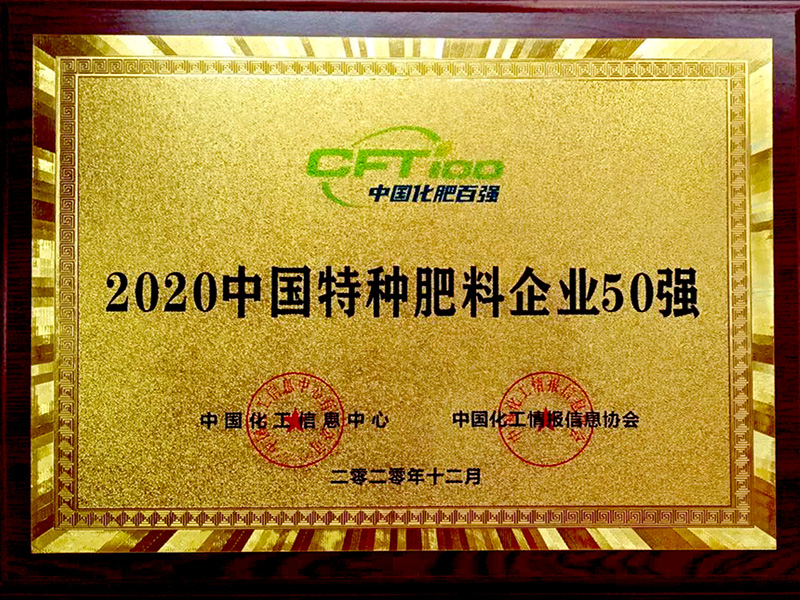 CFT100
中国化肥百强
2020中国特种肥料企业50强
中国化工信息中心 中国化工情报信息协会
二零二零年十二月